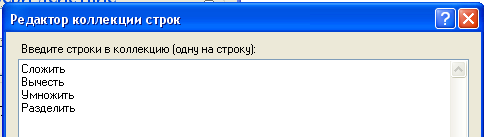 Редактор коллекции строк
Введите строки в коллекцию (одну на строку):
Сложить
Вычесть
Умножить
Разделить